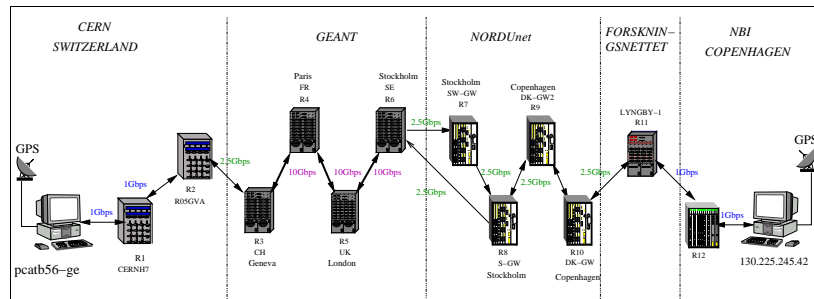 CERN
SWITZERLAND
GEANT
NORDUnet
FORSKNIN-
GSNETTET
NBI
COPENHAGEN
GPS
pcatb56-ge
1Gbps
R1
CERNH7
1Gbps
R2
R05GVA
2.5Gbps
R3
CH
Geneva
10Gbps
Paris
FR
R4
10Gbps
R5
UK
London
10Gbps
Stockholm
SE
R6
2.5Gbps
2.5Gbps
Stockholm
SW-GW
R7
2.5Gbps
R8
S-GW
Stockholm
2.5Gbps
Copenhagen
DK-GW2
R9
2.5Gbps
R10
DK-GW
Copenhagen
2.5Gbps
LYNGBY-1
R11
1Gbps
R12
1Gbps
GPS
130.225.245.42